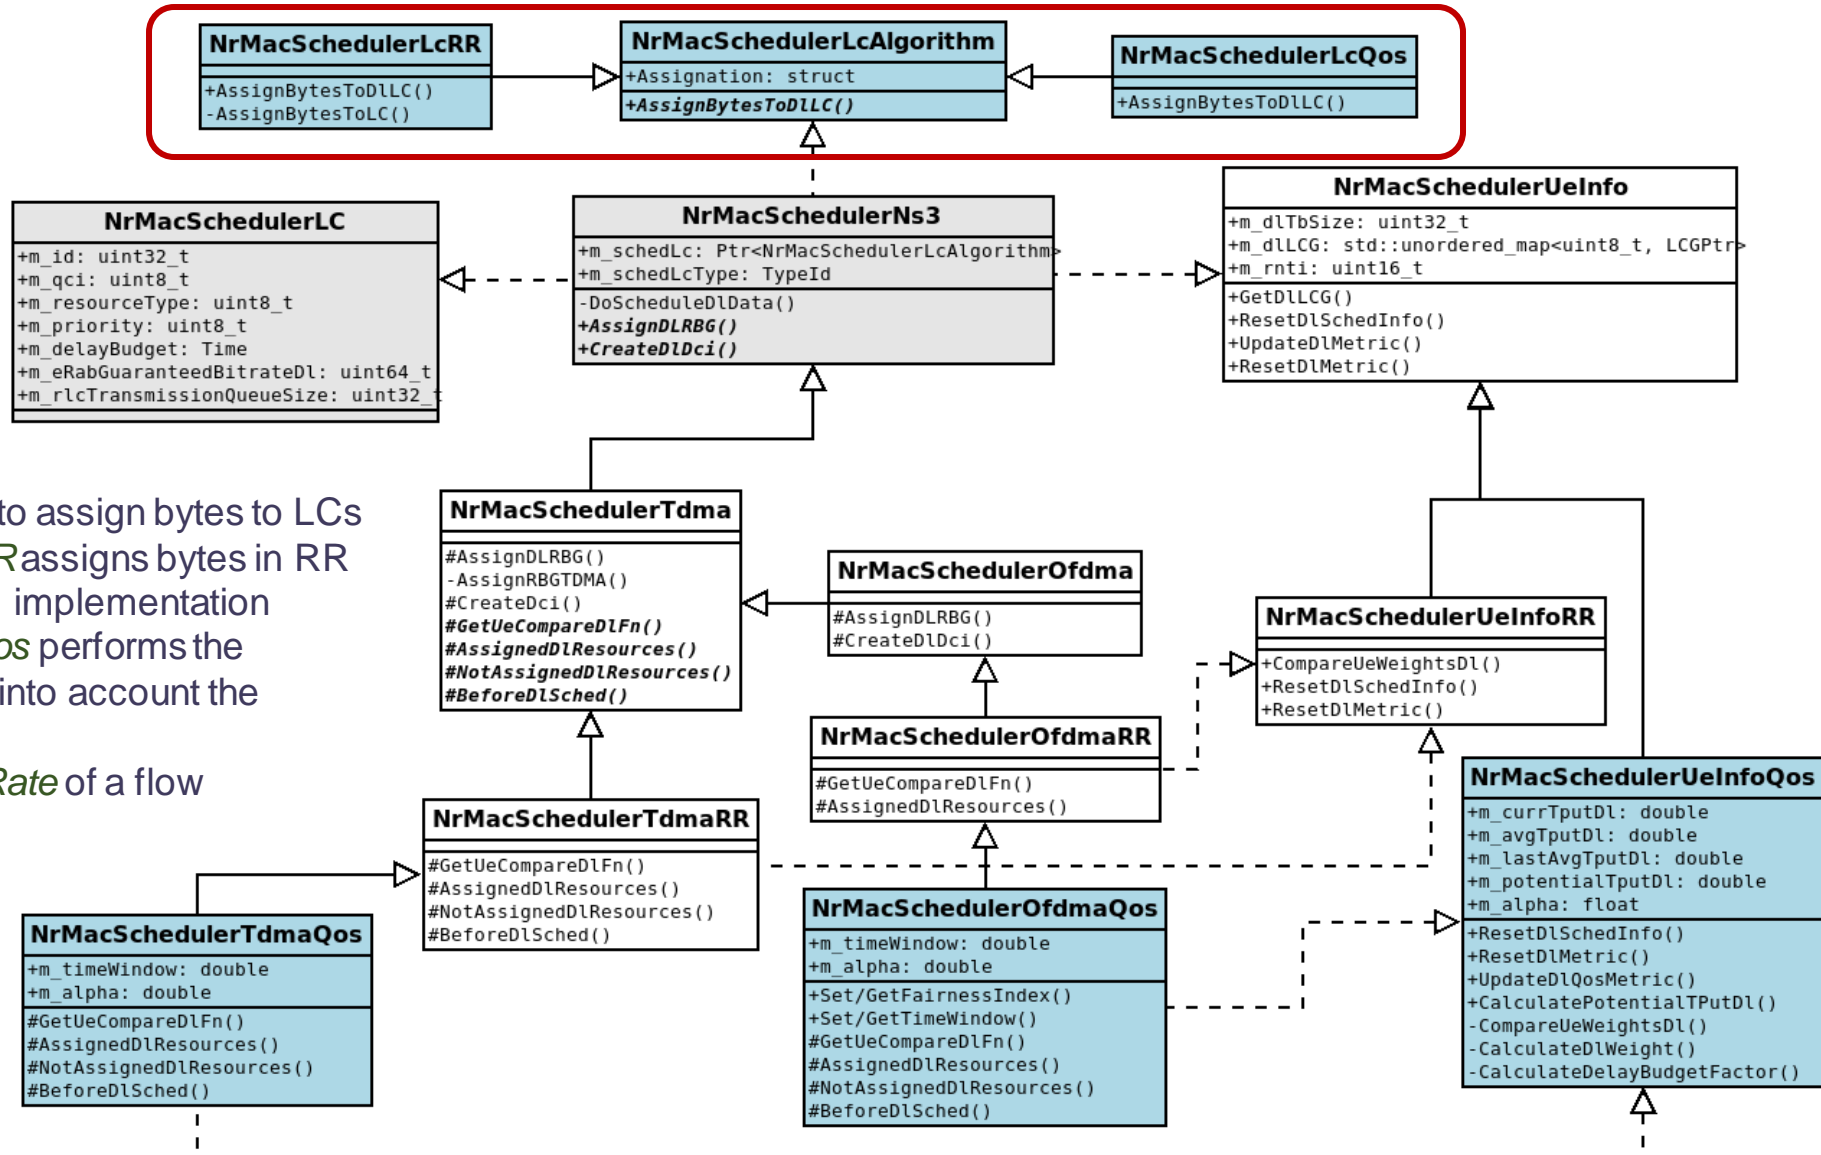 NrMacSchedulerLcRR
+AssignBytesToDlLC()
-AssignBytesToLC()
NrMacSchedulerLcAlgorithm
+Assignation: struct
+AssignBytesToDlLC()
NrMacSchedulerLcQos
+AssignBytesToDlLC()
NrMacSchedulerLC
+m_id: uint32_t
+m_qci: uint8_t
+m_resourceType: uint8_t
+m_priority: uint8_t
+m_delayBudget: Time
+m_eRabGuaranteedBitrateDl: uint64_t
+m_rlcTransmissionQueueSize: uint32_t
NrMacSchedulerNs3
+m_schedLc: Ptr<NrMacSchedulerLcAlgorithm>
+m_schedLcType: TypeId
-DoScheduleDlData()
+AssignDLRBG()
+CreateDlDci()
NrMacSchedulerUeInfo
+m_dlTbSize: uint32_t
+m_dlLCG: std::unordered_map<uint8_t, LCGPtr>
+m_rnti: uint16_t
+GetDlLCG()
+ResetDlSchedInfo()
+UpdateDlMetric()
+ResetDlMetric()
to assign bytes to LCs
R assigns bytes in RR
implementation
os performs the
into account the
Rate of a flow
NrMacSchedulerTdma
#AssignDLRBG()
-AssignRBGTDMA()
#CreateDci()
#GetUeCompareDlFn()
#AssignedDlResources()
#NotAssignedDlResources()
#BeforeDlSched()
NrMacSchedulerOfdma
#AssignDLRBG()
#CreateDlDci()
NrMacSchedulerUeInfoRR
+CompareUeWeightsDl()
+ResetDlSchedInfo()
+ResetDlMetric()
NrMacSchedulerOfdmaRR
#GetUeCompareDlFn()
#AssignedDlResources()
NrMacSchedulerUeInfoQos
+m_currTputDl: double
+m_avgTputDl: double
+m_lastAvgTputDl: double
+m_potentialTputDl: double
+m_alpha: float
+ResetDlSchedInfo()
+ResetDlMetric()
+UpdateDlQosMetric()
+CalculatePotentialTPutDl()
-CompareUeWeightsDl()
-CalculateDlWeight()
-CalculateDelayBudgetFactor()
NrMacSchedulerTdmaRR
#GetUeCompareDlFn()
#AssignedDlResources()
#NotAssignedDlResources()
#BeforeDlSched()
NrMacSchedulerOfdmaQos
+m_timeWindow: double
+m_alpha: double
+Set/GetFairnessIndex()
+Set/GetTimeWindow()
#GetUeCompareDlFn()
#AssignedDlResources()
#NotAssignedDlResources()
#BeforeDlSched()
NrMacSchedulerTdmaQos
+m_timeWindow: double
+m_alpha: double
#GetUeCompareDlFn()
#AssignedDlResources()
#NotAssignedDlResources()
#BeforeDlSched()